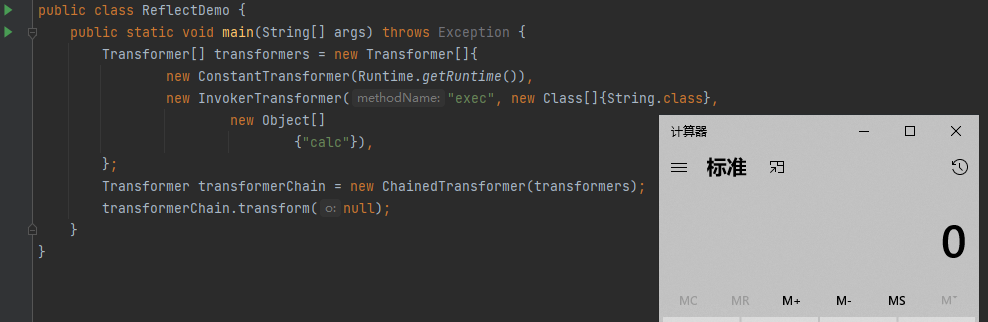 public class ReflectDemo {
public static void main(String[] args) throws Exception {
Transformer[] transformers = new Transformer[]{
new ConstantTransformer(Runtime.getRuntime()),
new InvokerTransformer( methodName: "exec", new Class[]{String.class},
new Object[]
{"calc"}),
};
Transformer transformerChain = new ChainedTransformer(transformers);
transformerChain.transform( o: null);
}
}
计算器
标准
0
MC MR M+ M- MS M˅